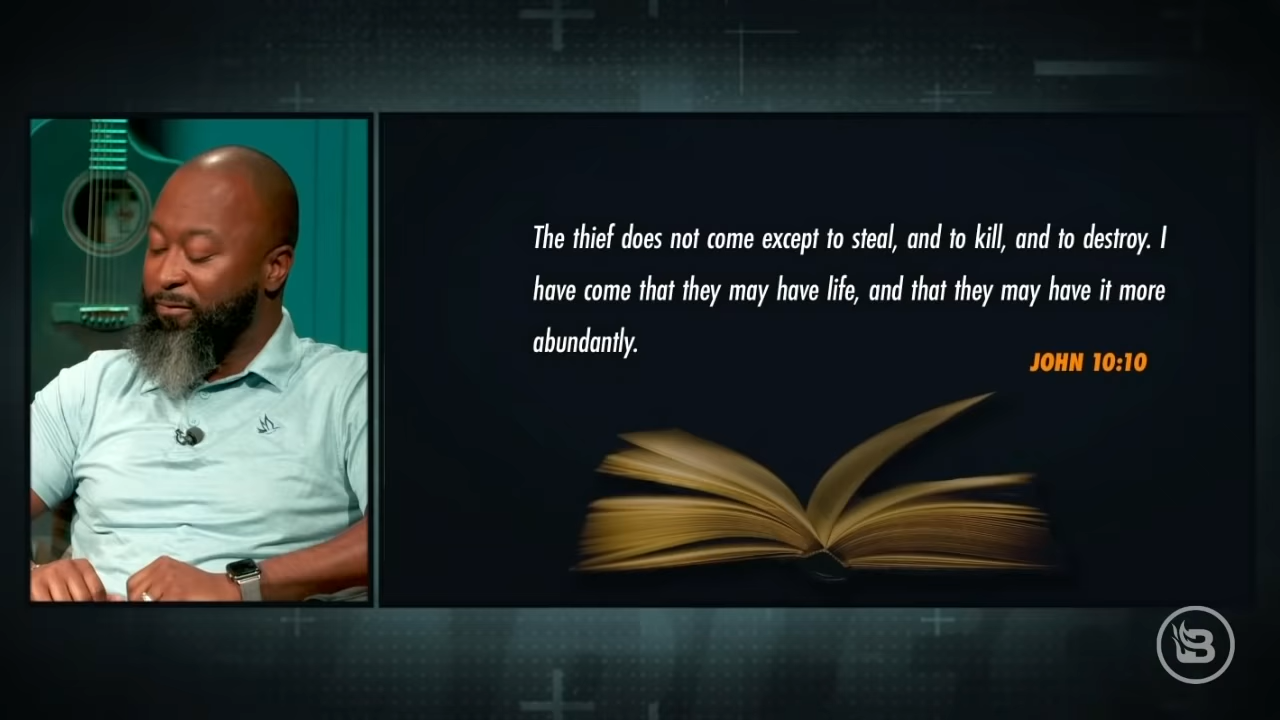 The thief does not come except to steal, and to kill, and to destroy. I
have come that they may have life, and that they may have it more
abundantly.
JOHN 10:10
B